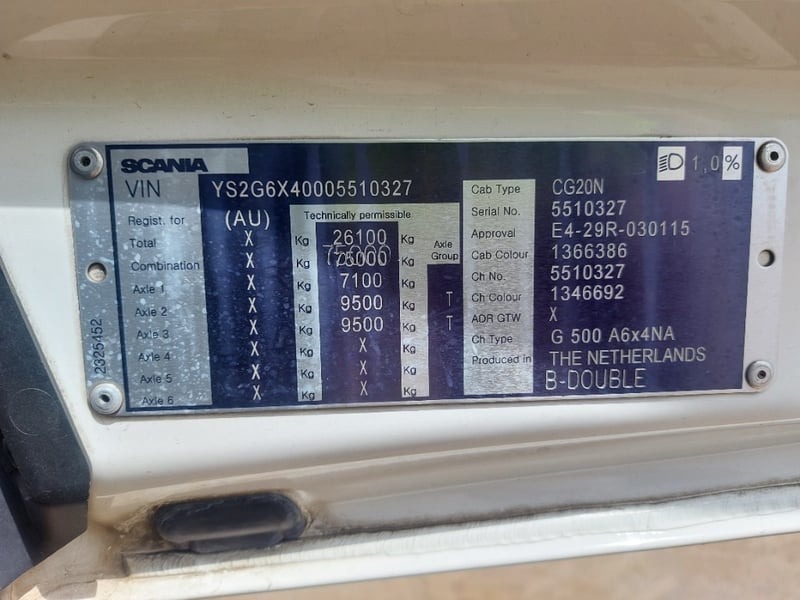 SCANIA
1,0%
VIN YS2G6X40005510327
Regist. for (AU) Technically permissible
Total X Kg 26100 Kg Axle Group
Combination X Kg Kg
Axle 1 X Kg 7100 Kg
Axle 2 X Kg 9500 Kg T
Axle 3 X Kg 9500 Kg T
Axle 4 X Kg X Kg
Axle 5 X Kg X Kg
Axle 6 X Kg X Kg
Cab Type CG20N
Serial No. 5510327
Approval E4-29R-030115
Cab Colour 1366386
Ch No. 5510327
Ch Colour 1346692
ADR GTW X
Ch Type G 500 A6x4NA
Produced in THE NETHERLANDS
B-DOUBLE
2325452